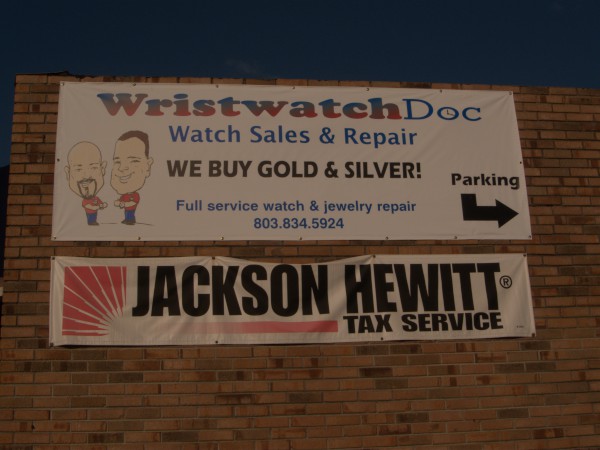 WristwatchDoc
Watch Sales & Repair
WE BUY GOLD & SILVER!
Parking
Full service watch & jewelry repair
803.834.5924
JACKSON HEWITT®
TAX SERVICE